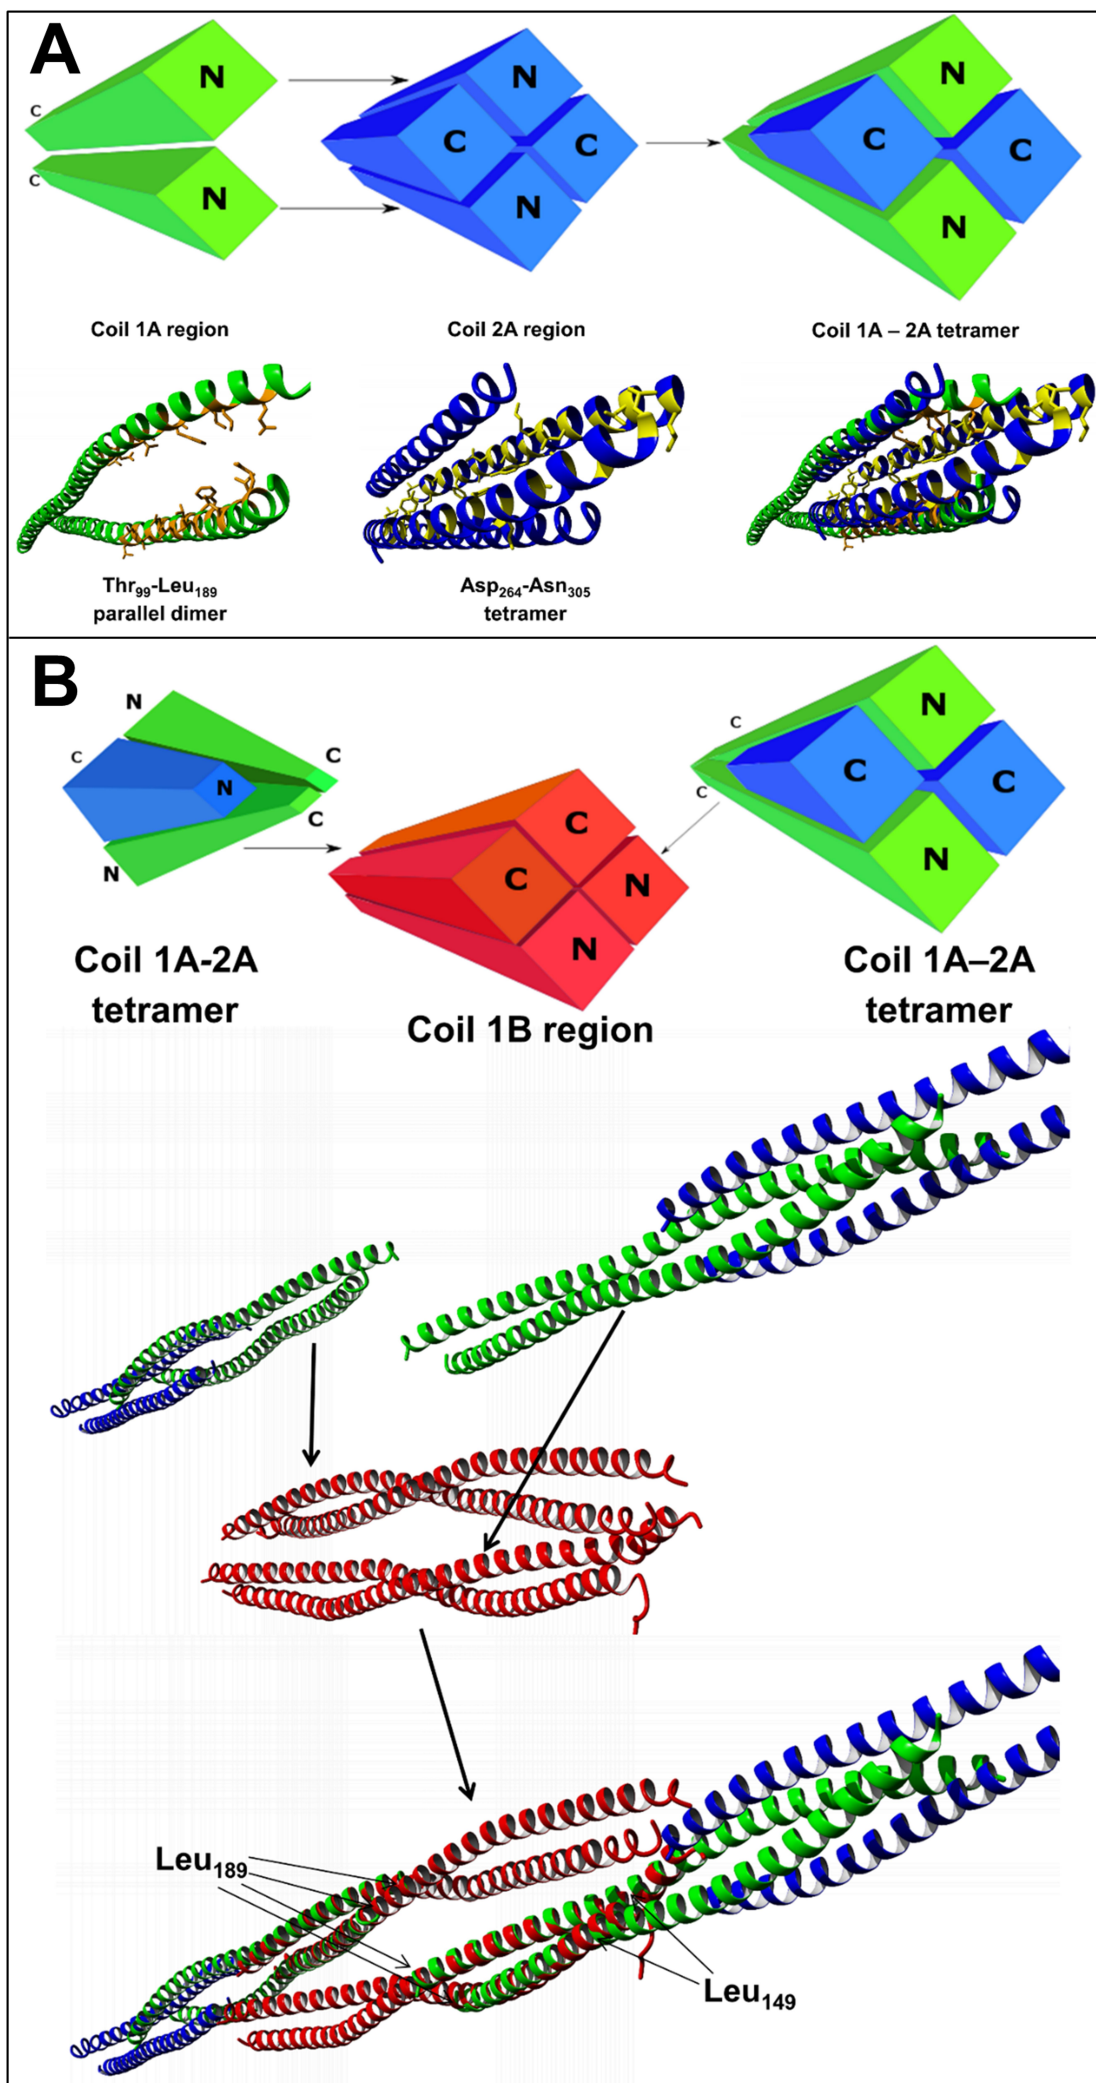 A
C
N
C
N
N
C
C
N
N
C
C
N
Coil 1A region
Coil 2A region
Coil 1A – 2A tetramer
Thr99-Leu189
parallel dimer
Asp264-Asn305
tetramer
B
N
C
N
C
C
N
C
C
N
N
C
C
N
C
C
N
Coil 1A-2A
tetramer
Coil 1B region
Coil 1A–2A
tetramer
Leu189
Leu149